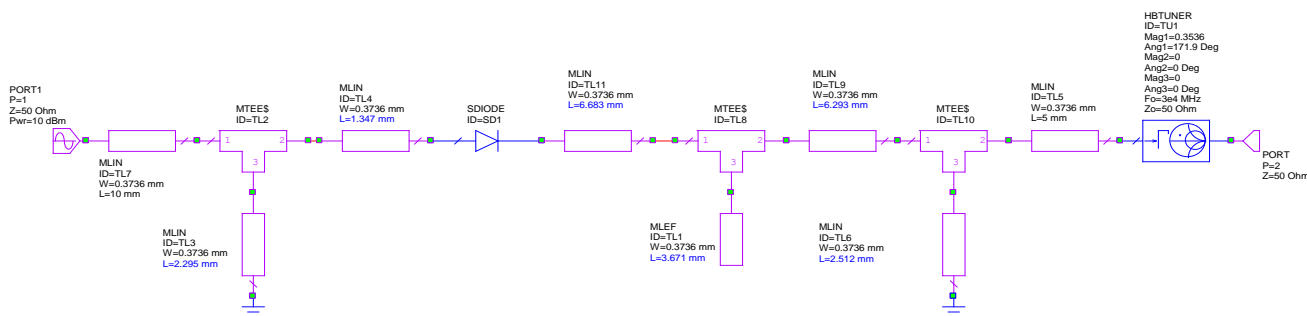 PORT1
P=1
Z=50 Ohm
Pwr=10 dBm
MLIN
ID=TL7
W=0.3736 mm
L=10 mm
MTEE$
ID=TL2
1
2
3
MLIN
ID=TL3
W=0.3736 mm
L=2.295 mm
MLIN
ID=TL4
W=0.3736 mm
L=1.347 mm
SDIODE
ID=SD1
MLIN
ID=TL11
W=0.3736 mm
L=6.683 mm
MTEE$
ID=TL8
1
2
3
MLEF
ID=TL1
W=0.3736 mm
L=3.671 mm
MLIN
ID=TL9
W=0.3736 mm
L=6.293 mm
MTEE$
ID=TL10
1
2
3
MLIN
ID=TL6
W=0.3736 mm
L=2.512 mm
MLIN
ID=TL5
W=0.3736 mm
L=5 mm
HBTUNER
ID=TU1
Mag1=0.3536
Ang1=171.9 Deg
Mag2=0
Ang2=0 Deg
Mag3=0
Ang3=0 Deg
Fo=3e4 MHz
Zo=50 Ohm
PORT
P=2
Z=50 Ohm